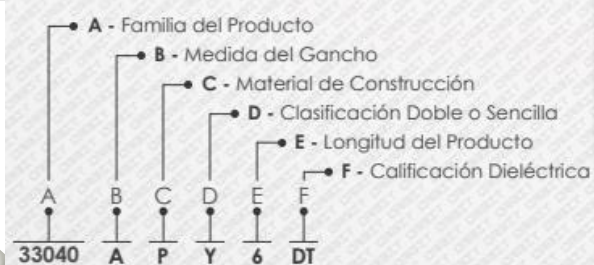 A - Familia del Producto
B - Medida del Gancho
C - Material de Construcción
D - Clasificación Doble o Sencilla
E - Longitud del Producto
F - Calificación Dieléctrica
A B C D E F
33040 A P Y 6 DT